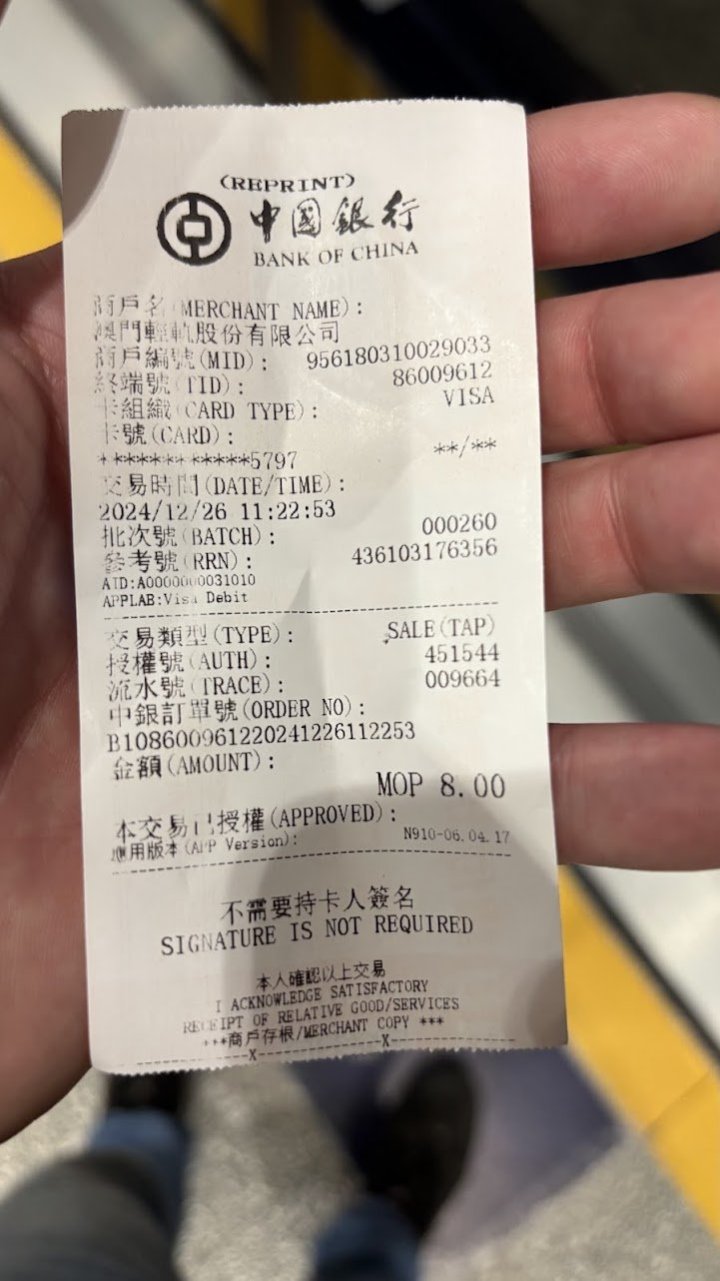 (REPRINT)
中國銀行
BANK OF CHINA
商戶名(MERCHANT NAME):
澳門輕軌股份有限公司
商戶編號(MID): 956180310029033
終端號(TID): 86009612
卡組織(CARD TYPE): VISA
卡號(CARD):
************5797 **/**
交易時間(DATE/TIME):
2024/12/26 11:22:53
批次號(BATCH): 000260
參考號(RRN): 436103176356
AID:A0000000031010
APPLAB:Visa Debit
交易類型(TYPE): SALE(TAP)
授權號(AUTH): 451544
流水號(TRACE): 009664
中銀訂單號(ORDER NO):
B108600961220241226112253
金額(AMOUNT):
MOP 8.00
本交易已授權(APPROVED):
應用版本(APP Version): N910-06.04.17
不需要持卡人簽名
SIGNATURE IS NOT REQUIRED
本人確認以上交易
I ACKNOWLEDGE SATISFACTORY
RECEIPT OF RELATIVE GOOD/SERVICES
***商戶存根/MERCHANT COPY ***
X X